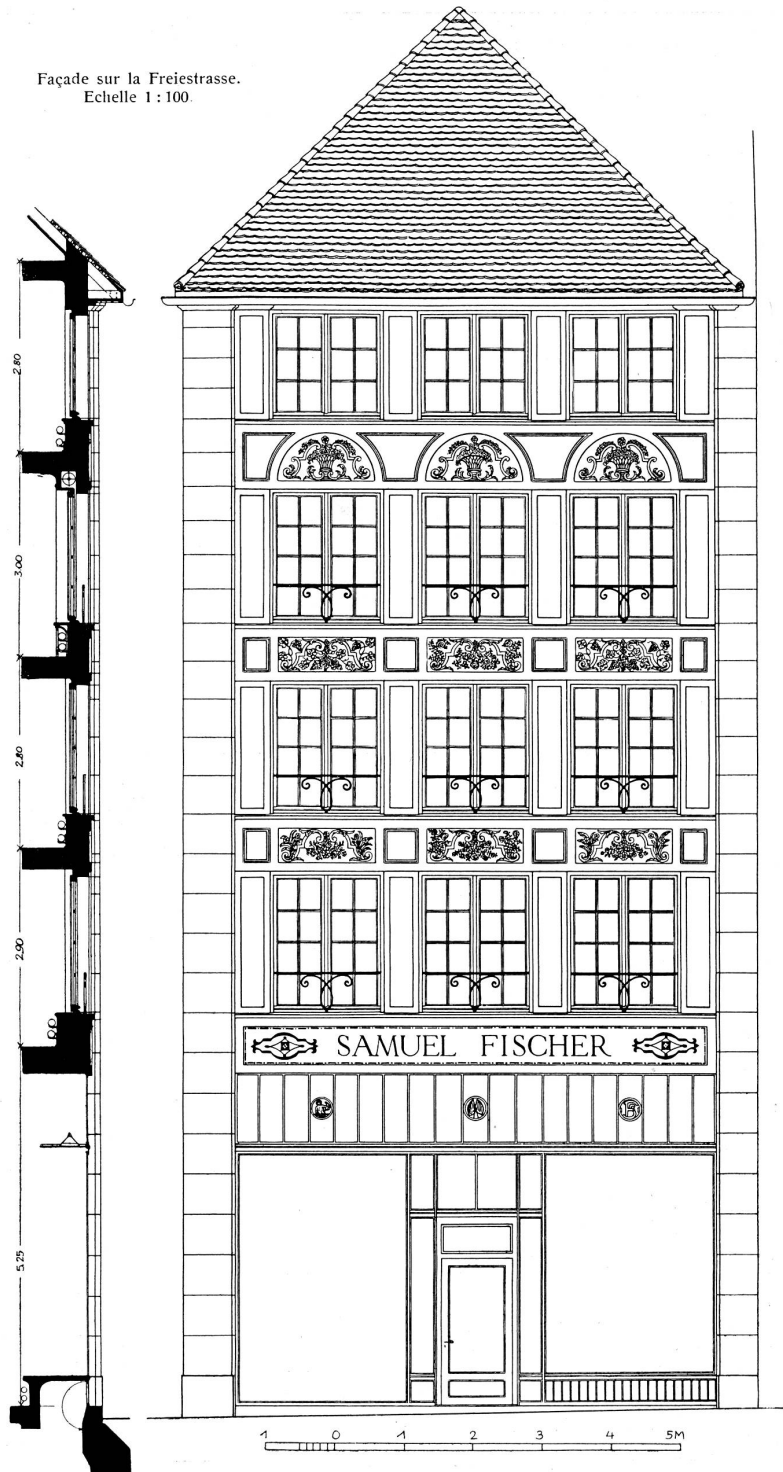 Façade sur la Freiestrasse.
Echelle 1 : 100.
2.80
3.00
2.80
2.90
SAMUEL FISCHER
5.25
1 0 1 2 3 4 5M